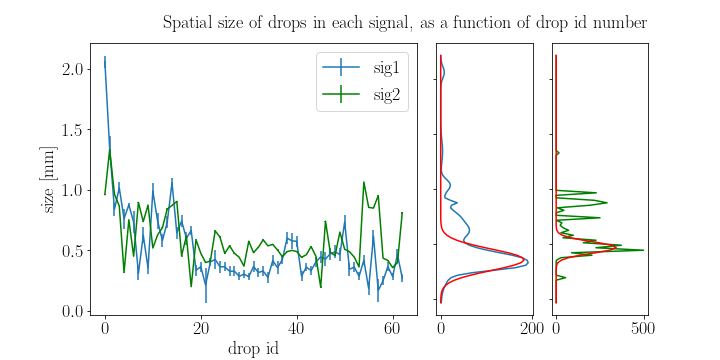 Spatial size of drops in each signal, as a function of drop id number
sig1
sig2
size [mm]
2.0
1.5
1.0
0.5
0.0
0 20 40 60
drop id
0 200
0 500